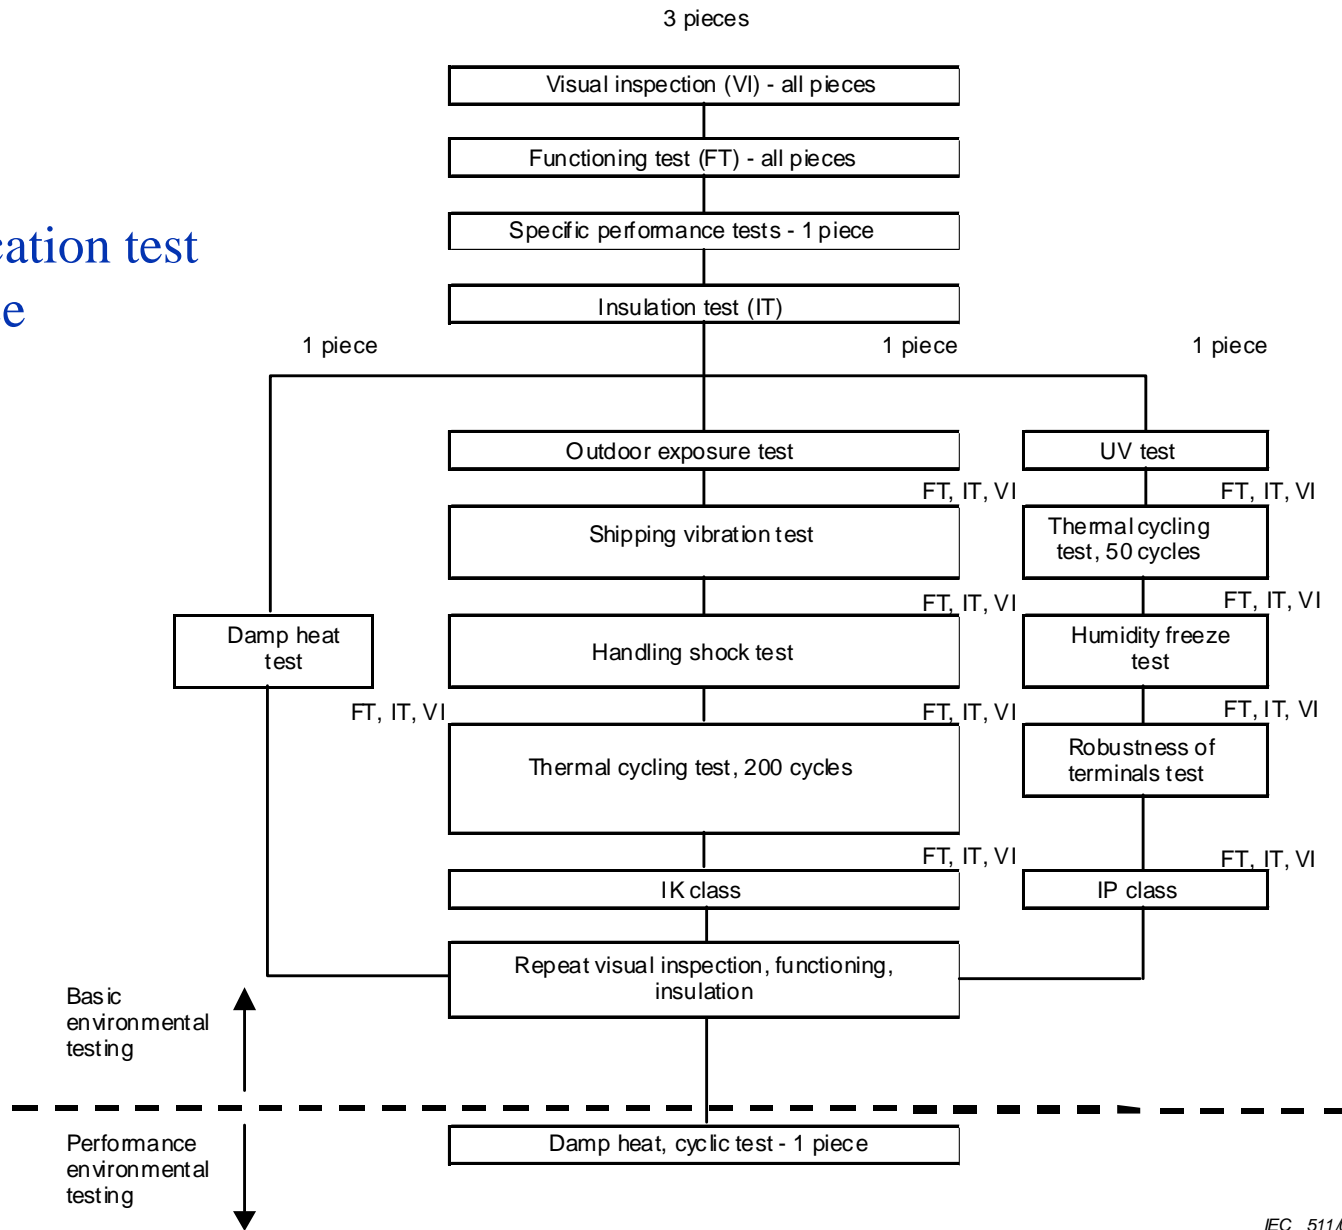 3 pieces
Visual inspection (VI) - all pieces
Functioning test (FT) - all pieces
cation test
e
Specific performance tests - 1 piece
Insulation test (IT)
1 piece
1 piece
1 piece
Outdoor exposure test
UV test
FT, IT, VI
FT, IT, VI
Shipping vibration test
Thermal cycling
test, 50 cycles
FT, IT, VI
FT, IT, VI
Damp heat
test
Handling shock test
Humidity freeze
test
FT, IT, VI
FT, IT, VI
FT, IT, VI
Thermal cycling test, 200 cycles
Robustness of
terminals test
FT, IT, VI
FT, IT, VI
IK class
IP class
Repeat visual inspection, functioning,
insulation
Basic
environmental
testing
Performance
environmental
testing
Damp heat, cyclic test - 1 piece
IEC 511/